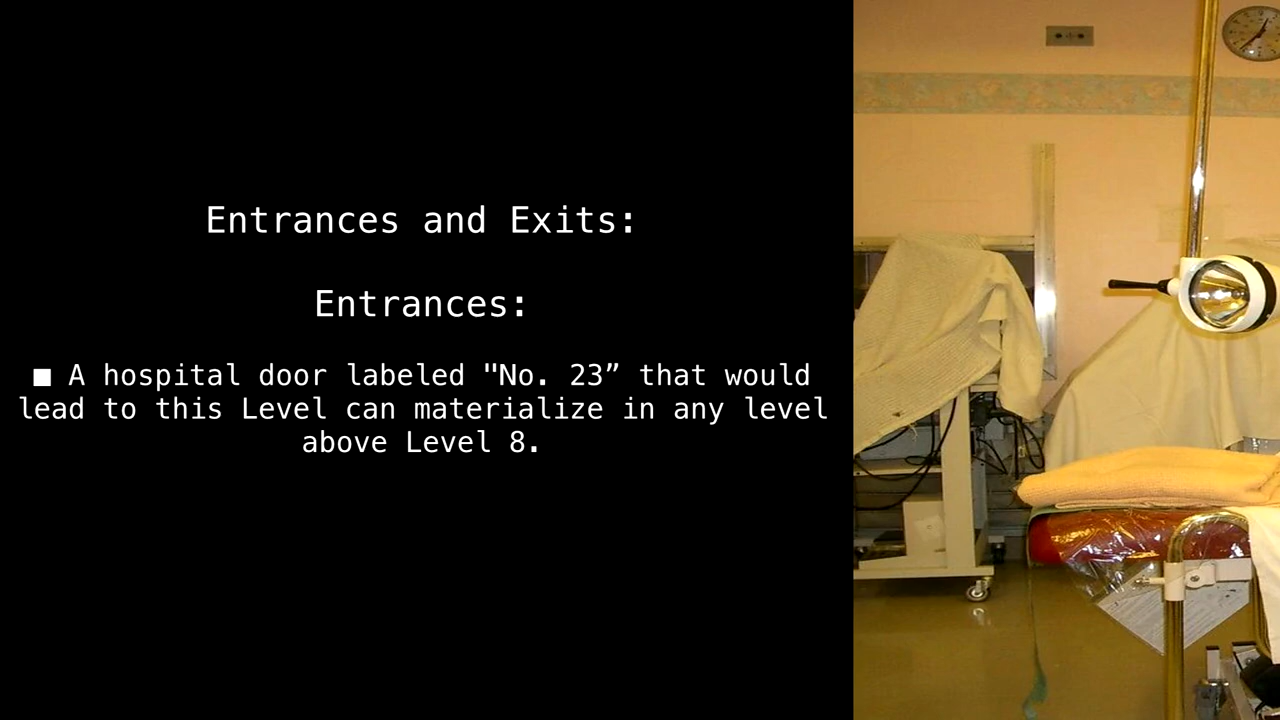 Entrances and Exits:
Entrances:
■ A hospital door labeled "No. 23” that would
lead to this Level can materialize in any level
above Level 8.